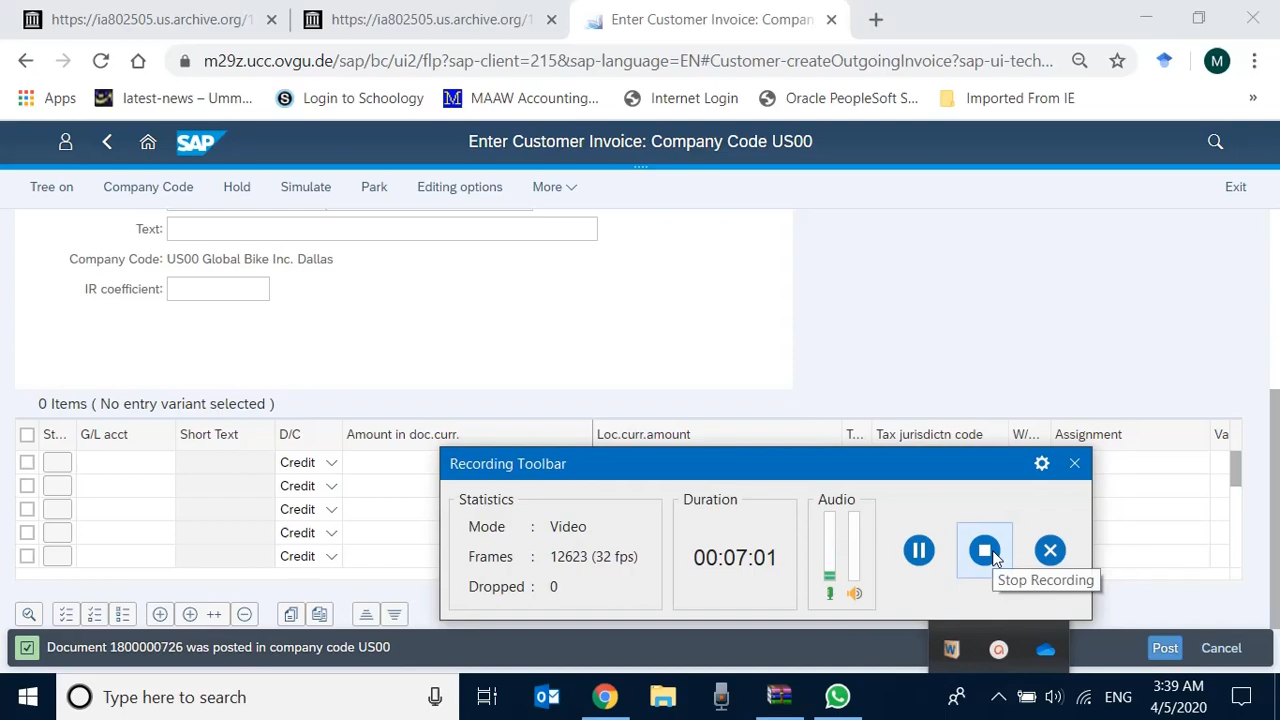 https://ia802505.us.archive.org/1
https://ia802505.us.archive.org/1
Enter Customer Invoice: Compan
m29z.ucc.ovgu.de/sap/bc/ui2/flp?sap-client=215&sap-language=EN#Customer-createOutgoingInvoice?sap-ui-tech...
M
Apps
latest-news – Umm...
Login to Schoology
MAAW Accounting...
Internet Login
Oracle PeopleSoft S...
Imported From IE
SAP
Enter Customer Invoice: Company Code US00
Tree on
Company Code
Hold
Simulate
Park
Editing options
More
Exit
Text:
Company Code: US00 Global Bike Inc. Dallas
IR coefficient:
0 Items ( No entry variant selected )
St...
G/L acct
Short Text
D/C
Amount in doc.curr.
Loc.curr.amount
T...
Tax jurisdictn code
W/...
Assignment
Va
Credit
Credit
Credit
Credit
Credit
Recording Toolbar
Statistics
Mode : Video
Frames : 12623 (32 fps)
Dropped : 0
Duration
00:07:01
Audio
Stop Recording
Document 1800000726 was posted in company code US00
Post
Cancel
Type here to search
ENG
3:39 AM
4/5/2020